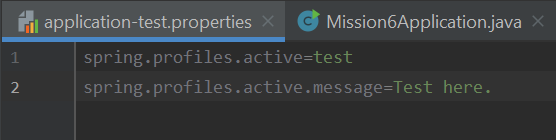 application-test.properties
Mission6Application.java
1 spring.profiles.active=test
2 spring.profiles.active.message=Test here.